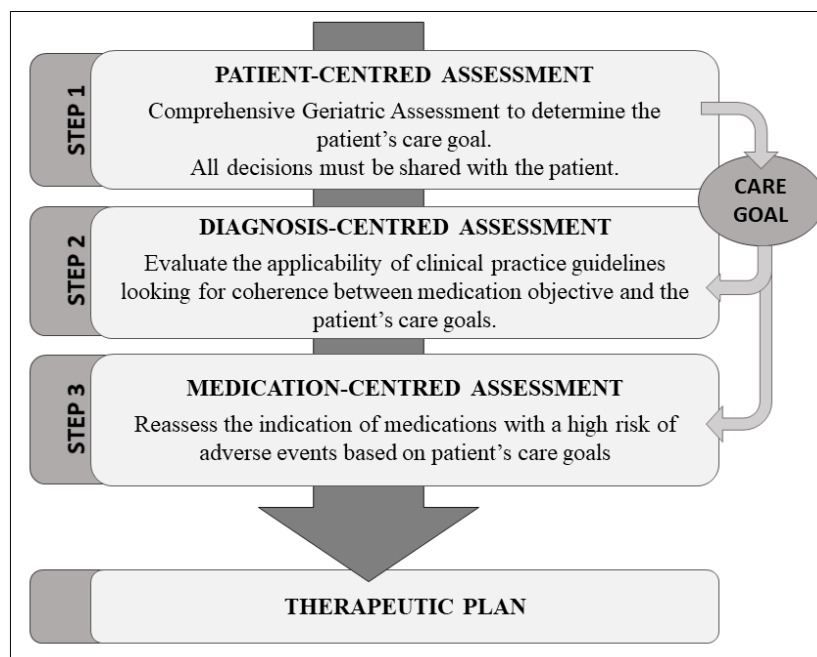 STEP 1
PATIENT-CENTRED ASSESSMENT
Comprehensive Geriatric Assessment to determine the
patient’s care goal.
All decisions must be shared with the patient.
CARE
GOAL
STEP 2
DIAGNOSIS-CENTRED ASSESSMENT
Evaluate the applicability of clinical practice guidelines
looking for coherence between medication objective and the
patient’s care goals.
STEP 3
MEDICATION-CENTRED ASSESSMENT
Reassess the indication of medications with a high risk of
adverse events based on patient’s care goals
THERAPEUTIC PLAN